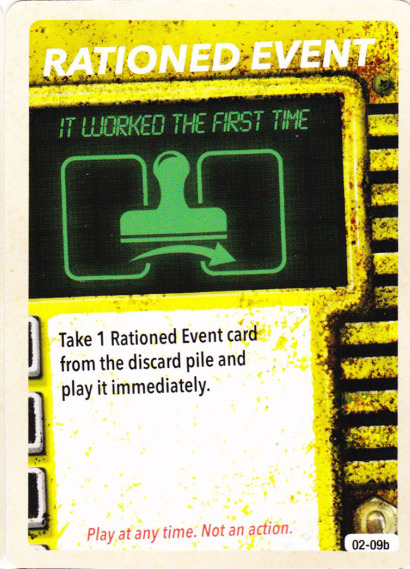 RATIONED EVENT
IT WORKED THE FIRST TIME
Take 1 Rationed Event card
from the discard pile and
play it immediately.
Play at any time. Not an action.
02-09b